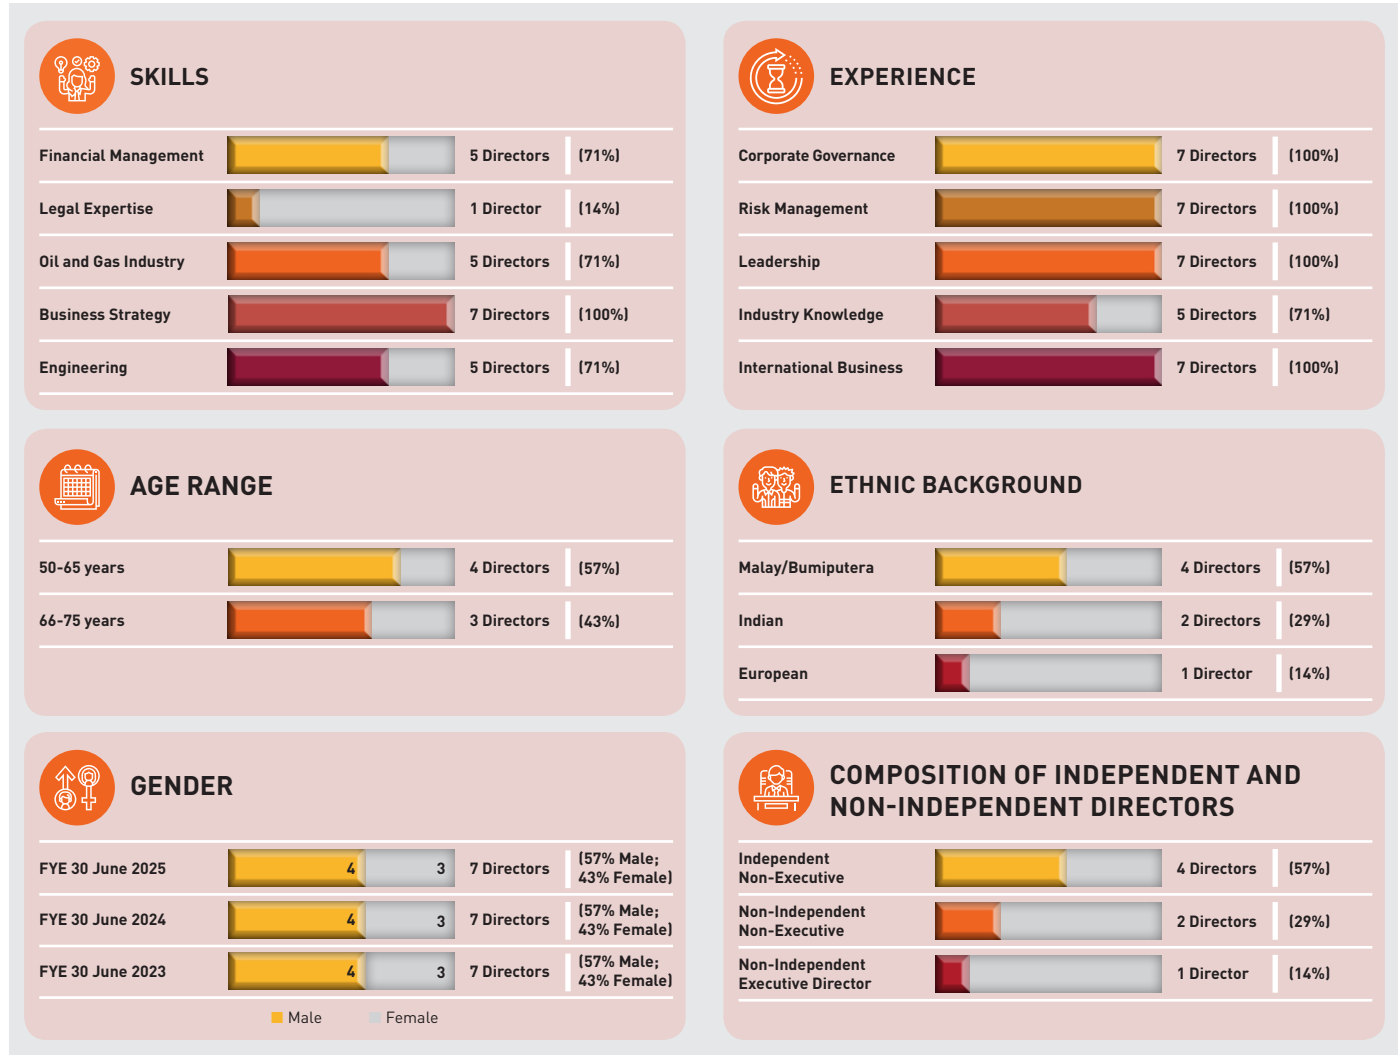 SKILLS
Financial Management 5 Directors (71%)
Legal Expertise 1 Director (14%)
Oil and Gas Industry 5 Directors (71%)
Business Strategy 7 Directors (100%)
Engineering 5 Directors (71%)
EXPERIENCE
Corporate Governance 7 Directors (100%)
Risk Management 7 Directors (100%)
Leadership 7 Directors (100%)
Industry Knowledge 5 Directors (71%)
International Business 7 Directors (100%)
AGE RANGE
50-65 years 4 Directors (57%)
66-75 years 3 Directors (43%)
ETHNIC BACKGROUND
Malay/Bumiputera 4 Directors (57%)
Indian 2 Directors (29%)
European 1 Director (14%)
GENDER
FYE 30 June 2025 4 3 7 Directors (57% Male;
43% Female)
FYE 30 June 2024 4 3 7 Directors (57% Male;
43% Female)
FYE 30 June 2023 4 3 7 Directors (57% Male;
43% Female)
Male Female
COMPOSITION OF INDEPENDENT AND
NON-INDEPENDENT DIRECTORS
Independent
Non-Executive 4 Directors (57%)
Non-Independent
Non-Executive 2 Directors (29%)
Non-Independent
Executive Director 1 Director (14%)